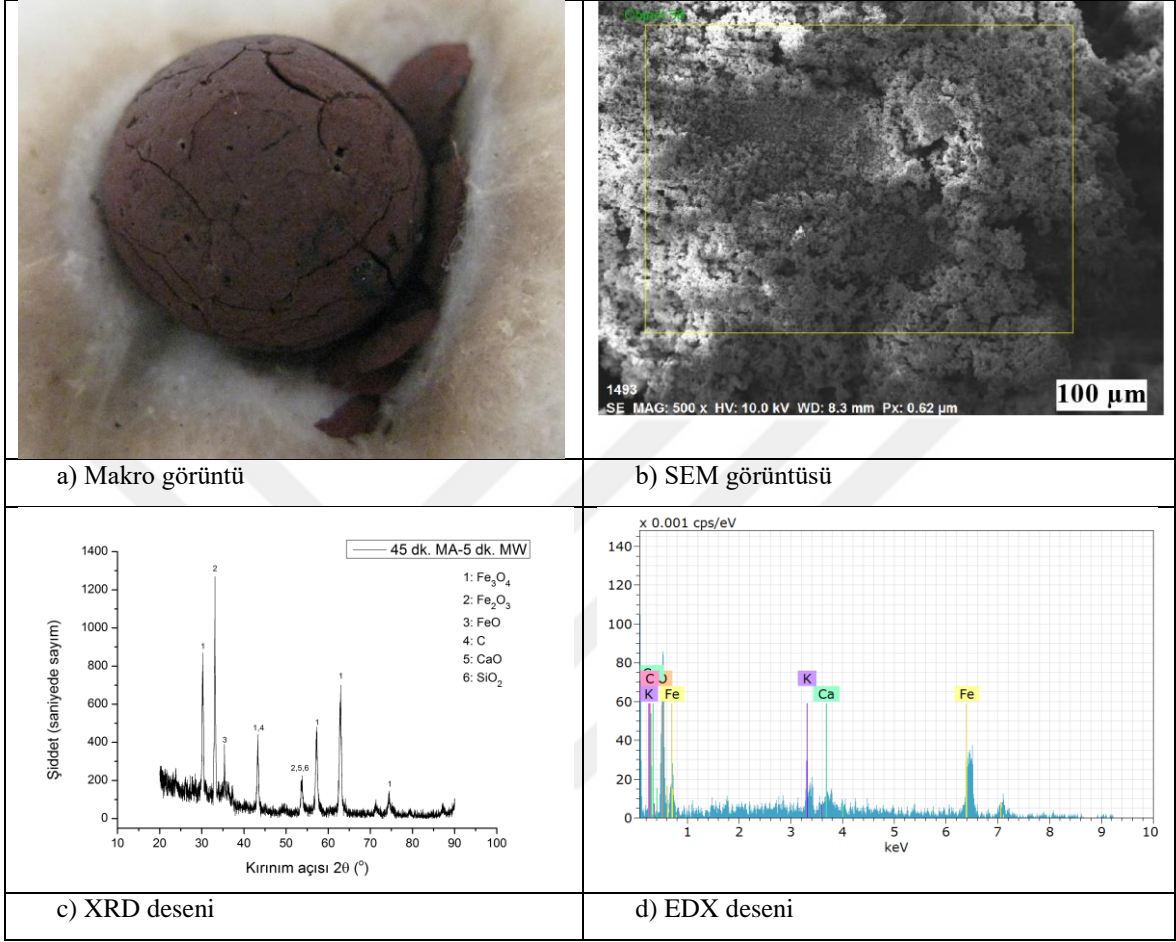 1493
SE MAG: 500 x HV: 10.0 kV WD: 8.3 mm Px: 0.62 µm
100 µm
a) Makro görüntü
b) SEM görüntüsü
1400
1200
1000
800
600
400
200
0
10 20 30 40 50 60 70 80 90 100
Şiddet (saniyede sayım)
Kırınım açısı 2θ (°)
45 dk. MA-5 dk. MW
1: Fe₃O₄
2: Fe₂O₃
3: FeO
4: C
5: CaO
6: SiO₂
1
2
3
1,4
2,5,6
1
1
1
x 0.001 cps/eV
140
120
100
80
60
40
20
0
1 2 3 4 5 6 7 8 9 10
keV
C
K Fe
K
Ca
Fe
c) XRD deseni
d) EDX deseni